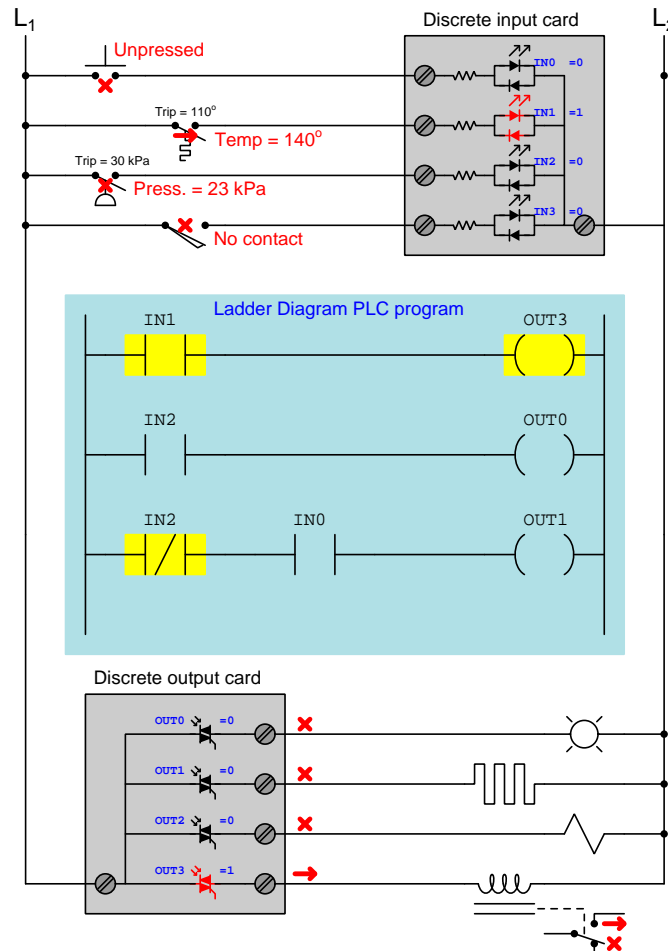 L1
L2
Discrete input card
Unpressed
IN0 =0
Trip = 110°
Temp = 140°
IN1 =1
Trip = 30 kPa
Press. = 23 kPa
IN2 =0
No contact
IN3 =0
Ladder Diagram PLC program
IN1 OUT3
IN2 OUT0
IN2 IN0 OUT1
Discrete output card
OUT0 =0
OUT1 =0
OUT2 =0
OUT3 =1